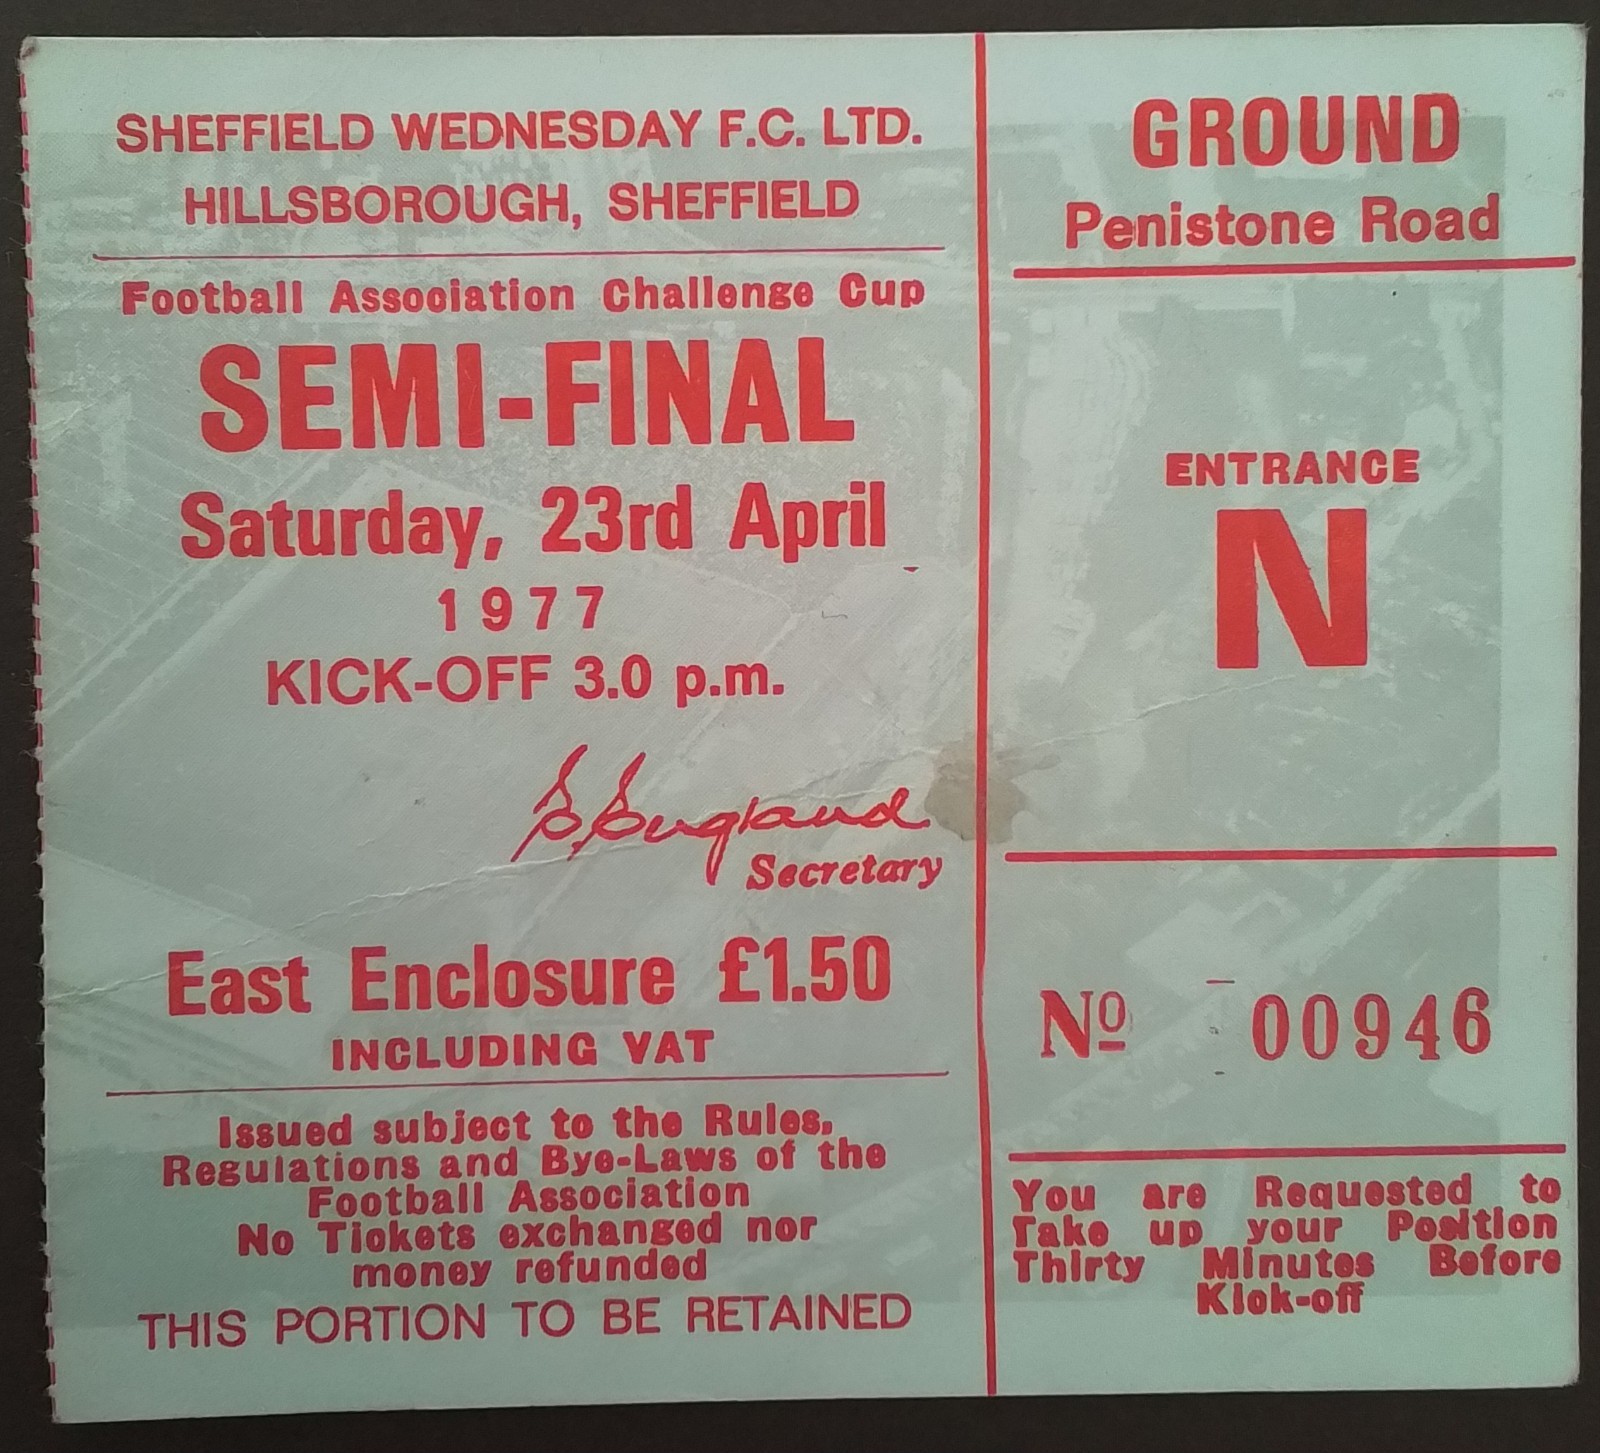 SHEFFIELD WEDNESDAY F.C. LTD.
HILLSBOROUGH, SHEFFIELD
Football Association Challenge Cup
SEMI-FINAL
Saturday, 23rd April
1977
KICK-OFF 3.0 p.m.
E. England
Secretary
East Enclosure £1.50
INCLUDING VAT
Issued subject to the Rules,
Regulations and Bye-Laws of the
Football Association
No Tickets exchanged nor
money refunded
THIS PORTION TO BE RETAINED
GROUND
Penistone Road
ENTRANCE
N
Nº 00946
You are Requested to
Take up your Position
Thirty Minutes Before
Kick-off